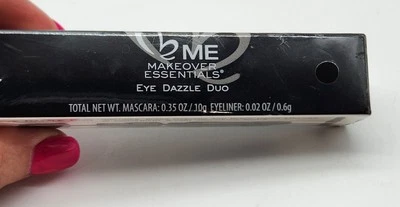 ME
MAKEOVER
ESSENTIALS®
EYE DAZZLE DUO
TOTAL NET WT. MASCARA: 0.35 OZ / 10g EYELINER: 0.02 OZ / 0.6g